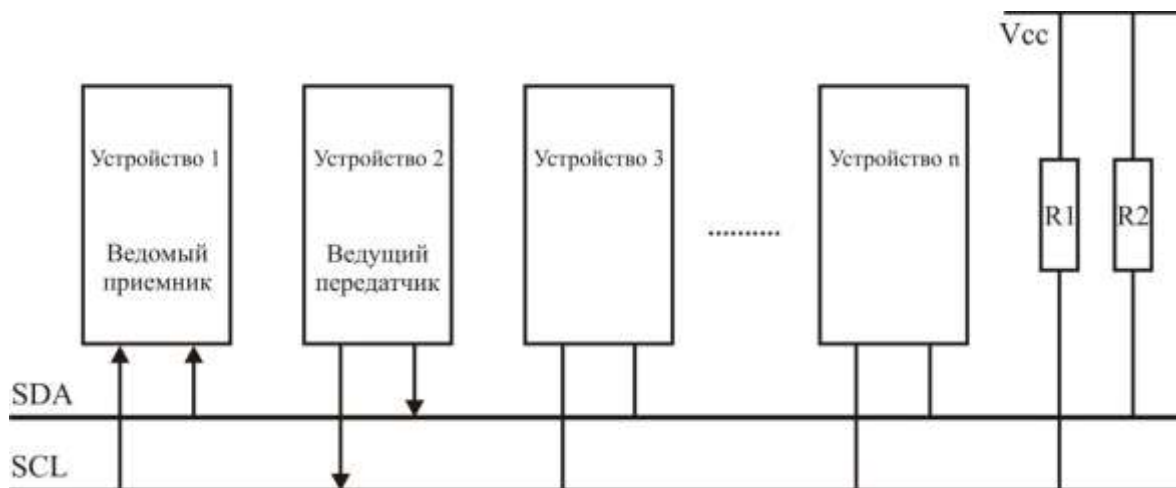 Vcc
Устройство 1
Устройство 2
Устройство 3
Устройство n
R1
R2
Ведомый
приемник
Ведущий
передатчик
..........
SDA
SCL